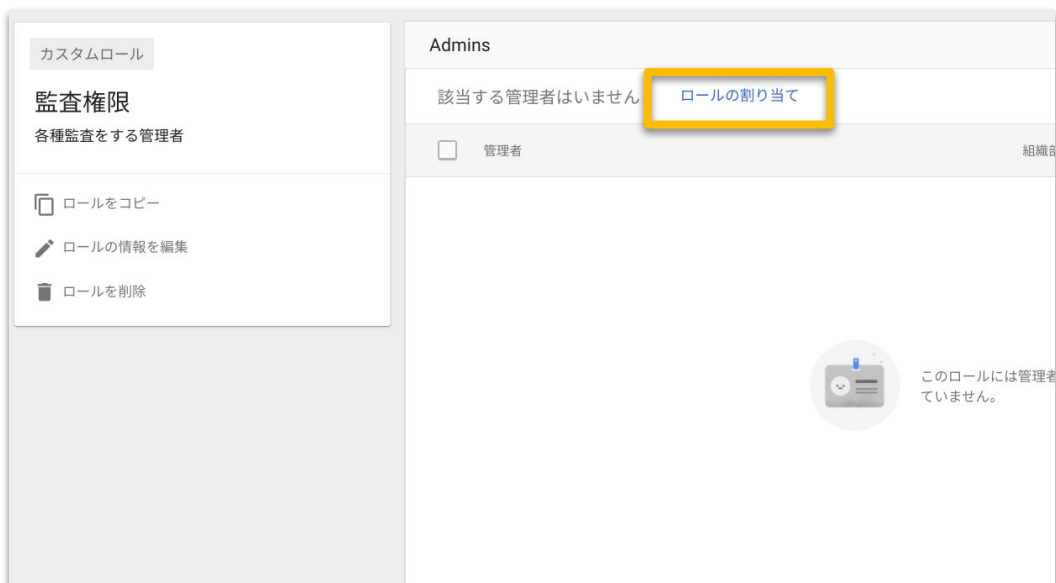 カスタムロール
監査権限
各種監査をする管理者
ロールをコピー
ロールの情報を編集
ロールを削除
Admins
該当する管理者はいません
ロールの割り当て
管理者
組織部
このロールには管理者
ていません。